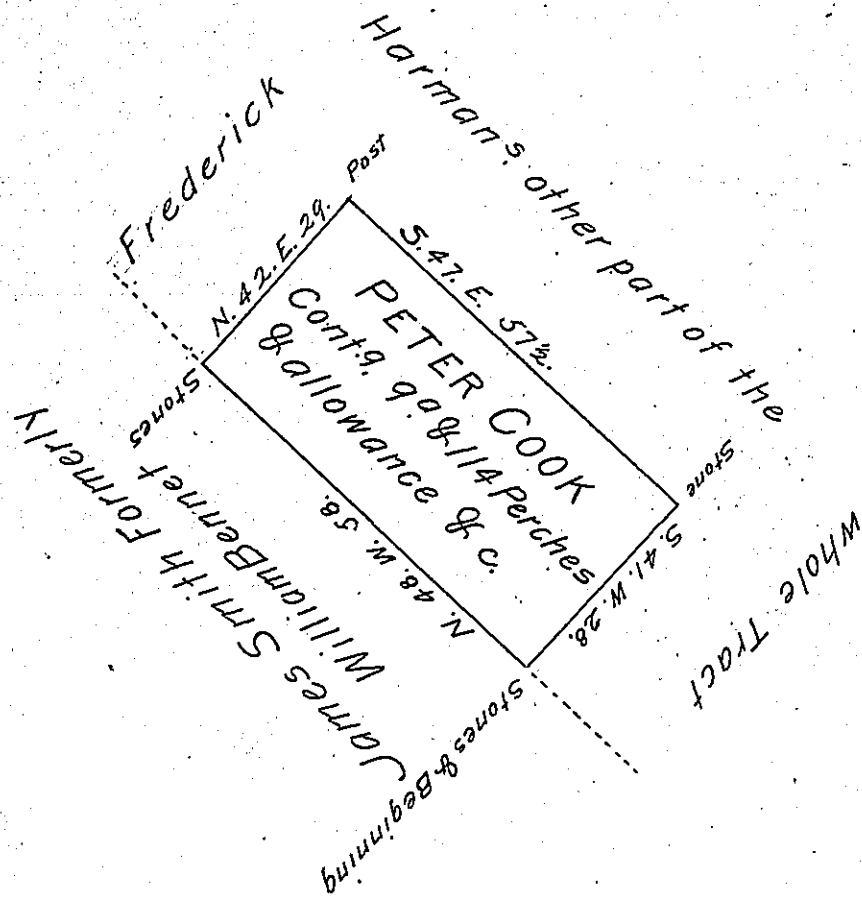 Frederick
Harmans. other part of the
whole Tract
Post
N. 42. E. 29.
S. 47. E. 57½.
PETER COOK
Contg. 9a & 114 Perches
& allowance & c.
Stone
S. 41. W. 28.
N. 48. W. 58.
Stones
Stones & Beginning
James Smith Formerly
William Bennet